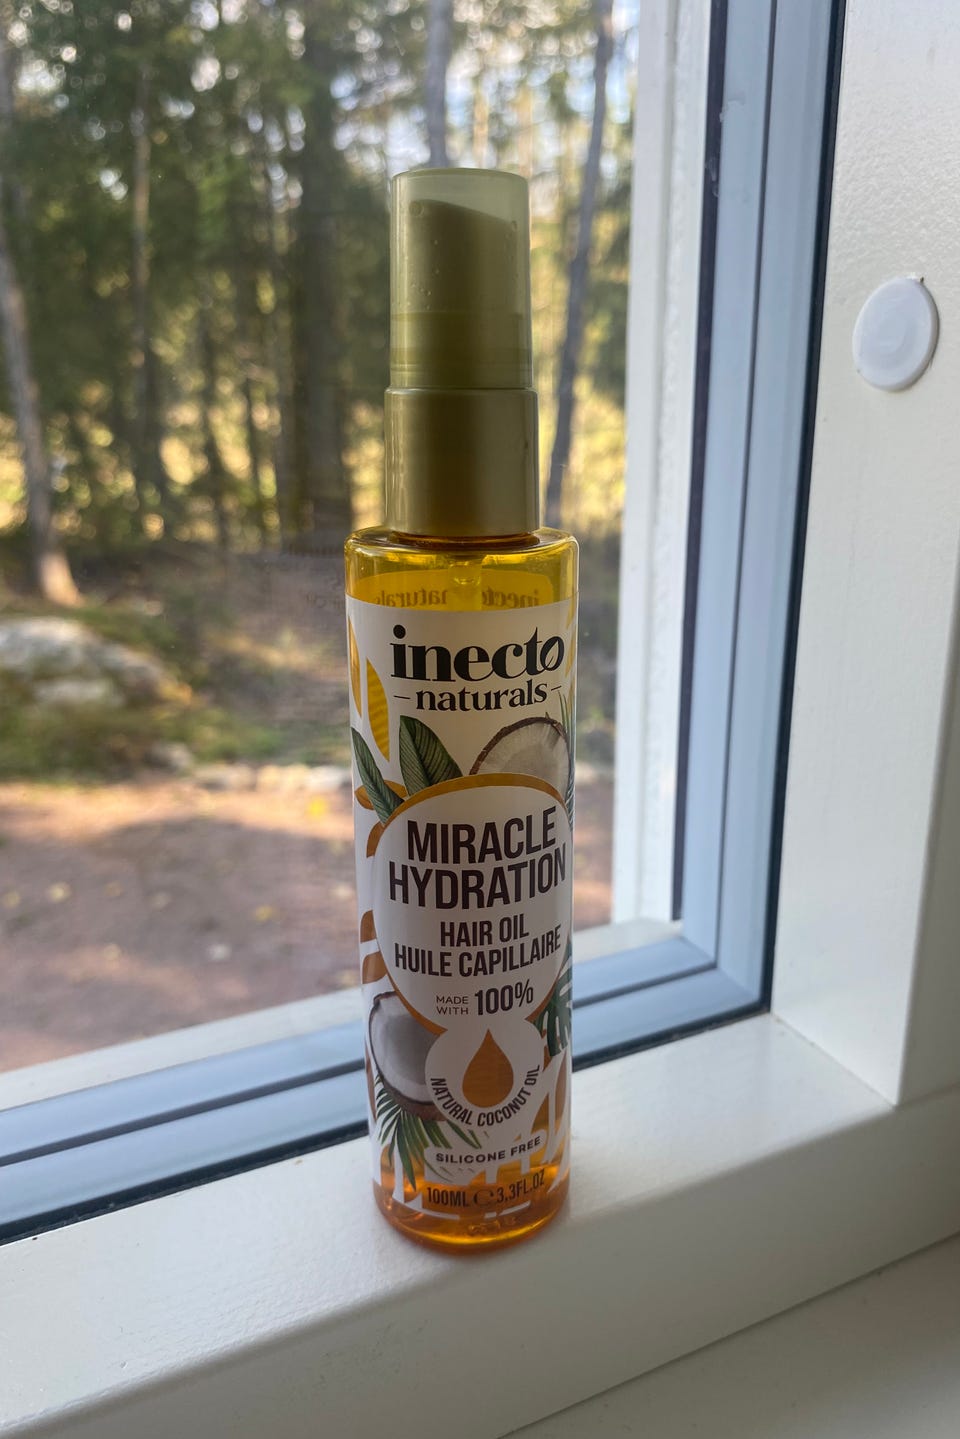 inecto
naturals
MIRACLE
HYDRATION
HAIR OIL
HUILE CAPILLAIRE
MADE
WITH 100%
NATURAL COCONUT OIL
SILICONE FREE
100ML ℮ 3,3FL.OZ